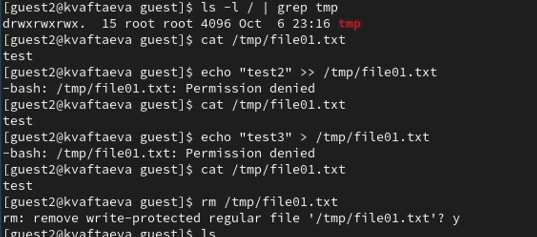 [guest2@kvaftaeva guest]$ ls -l / | grep tmp
drwxrwxrwx.  15 root root 4096 Oct  6 23:16 tmp
[guest2@kvaftaeva guest]$ cat /tmp/file01.txt
test
[guest2@kvaftaeva guest]$ echo "test2" >> /tmp/file01.txt
-bash: /tmp/file01.txt: Permission denied
[guest2@kvaftaeva guest]$ cat /tmp/file01.txt
test
[guest2@kvaftaeva guest]$ echo "test3" > /tmp/file01.txt
-bash: /tmp/file01.txt: Permission denied
[guest2@kvaftaeva guest]$ cat /tmp/file01.txt
test
[guest2@kvaftaeva guest]$ rm /tmp/file01.txt
rm: remove write-protected regular file '/tmp/file01.txt'? y
[guest2@kvaftaeva guest]$ ls